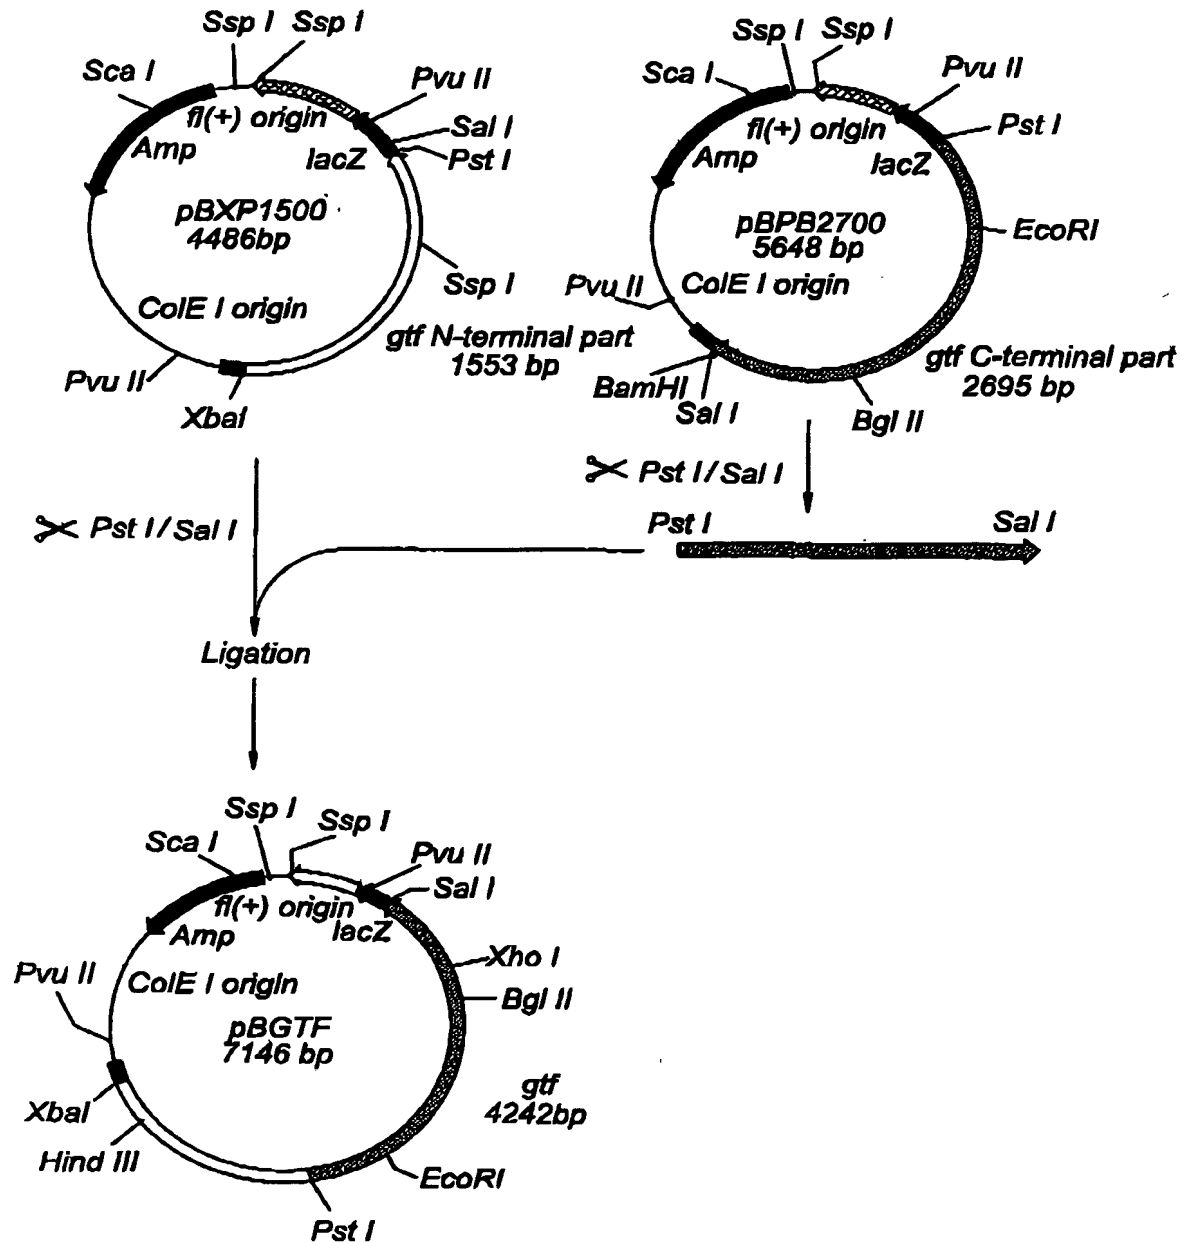 Ssp I Ssp I
Sca I
Pvu II
fl(+) origin
Sal I
Amp
lacZ
Pst I
pBXP1500
4486bp
Ssp I
ColE I origin
gtf N-terminal part
1553 bp
Pvu II
XbaI
Ssp I Ssp I
Sca I
Pvu II
fl(+) origin
Pst I
Amp
lacZ
pBPB2700
5648 bp
EcoRI
Pvu II
ColE I origin
gtf C-terminal part
2695 bp
BamHI
Sal I
Bgl II
Pst I/Sal I
Pst I/Sal I
Pst I
Sal I
Ligation
Ssp I
Ssp I
Sca I
Pvu II
Sal I
fl(+) origin
lacZ
Amp
Xho I
Pvu II
ColE I origin
Bgl II
pBGTF
7146 bp
gtf
4242bp
XbaI
Hind III
EcoRI
Pst I